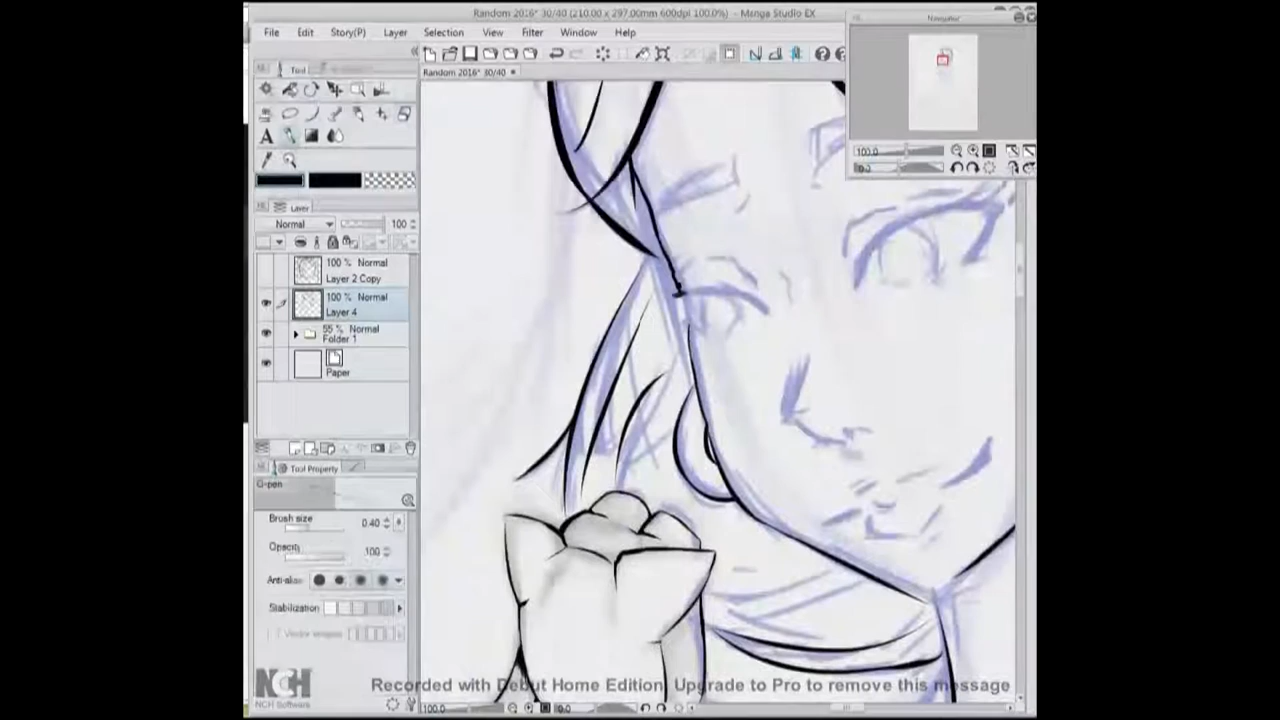 Random 2016* 30/40 (210.00 x 297.00mm 600dpi 100.0%) - Manga Studio EX
File Edit Story(P) Layer Selection View Filter Window Help
Navigator
Tool
Random 2016* 30/40
100.0
0.0
A
Layer
Normal 100
100 % Normal
Layer 2 Copy
100 % Normal
Layer 4
55 % Normal
Folder 1
Paper
Tool Property
G-pen
Brush size 0.40
Opacity 100
Anti-alias
Stabilization
NCH
NCH Software
Recorded with Debut Home Edition. Upgrade to Pro to remove this message
100.0 0.0